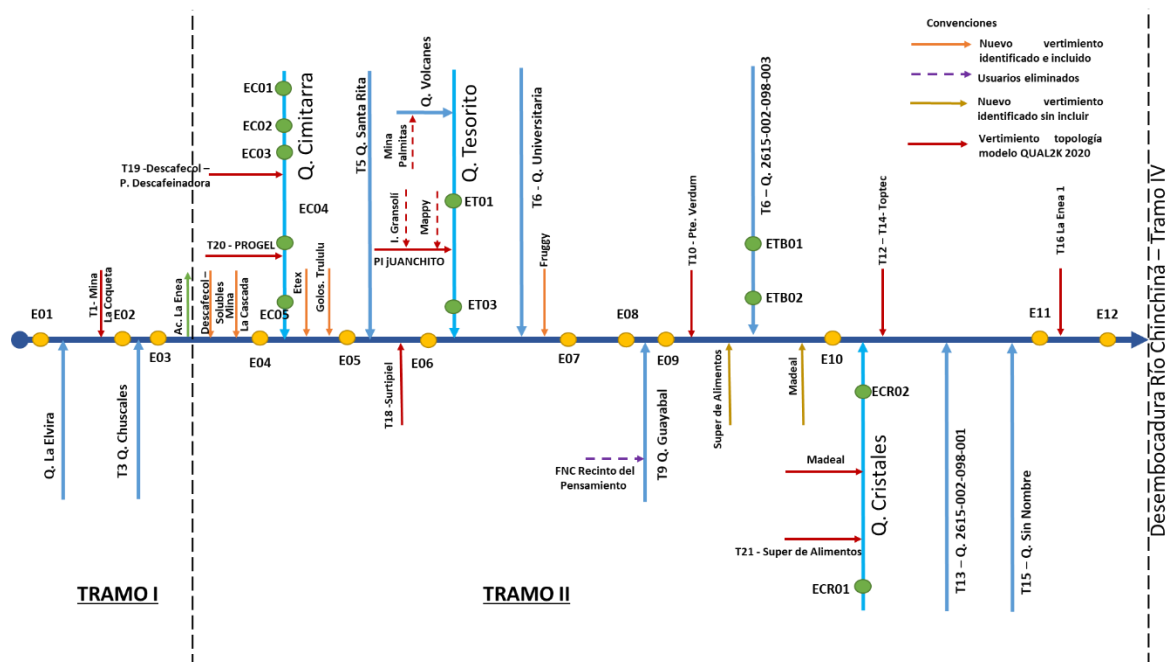 Convenciones
Nuevo vertimiento
identificado e incluido
Usuarios eliminados
Nuevo vertimiento
identificado sin incluir
Vertimiento topología
modelo QUAL2K 2020
EC01
EC02
EC03
Q. Cimitarra
T19 -Descafecol –
P. Descafeinadora
EC04
T20 - PROGEL
EC05
T5 Q. Santa Rita
Q. Volcanes
Mina
Palmitas
Q. Tesorito
ET01
I. Gransolí
Mappy
PI jUANCHITO
ET03
T6 - Q. Universitaria
Fruggy
T10 - Pte. Verdum
T6 – Q. 2615-002-098-003
ETB01
ETB02
T12 – T14- Toptec
T16 La Enea 1
E01
T1- Mina
La Coqueta
E02
E03
Ac. La Enea
Descafecol –
Solubles
Mina
La Cascada
E04
Etex
Golos. Trululu
E05
E06
E07
E08
E09
E10
E11
E12
Q. La Elvira
T3 Q. Chuscales
T18 -Surtipiel
FNC Recinto del
Pensamiento
T9 Q. Guayabal
Super de Alimentos
Madeal
ECR02
Madeal
Q. Cristales
T21 - Super de Alimentos
ECR01
T13 – Q. 2615-002-098-001
T15 – Q. Sin Nombre
Desembocadura Río Chinchiná – Tramo IV
TRAMO I
TRAMO II